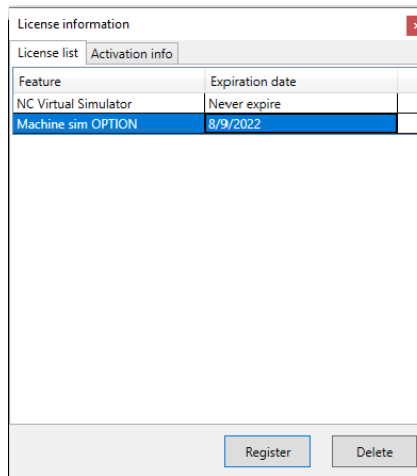 License information
License list Activation info
Feature Expiration date
NC Virtual Simulator Never expire
Machine sim OPTION 8/9/2022
Register Delete